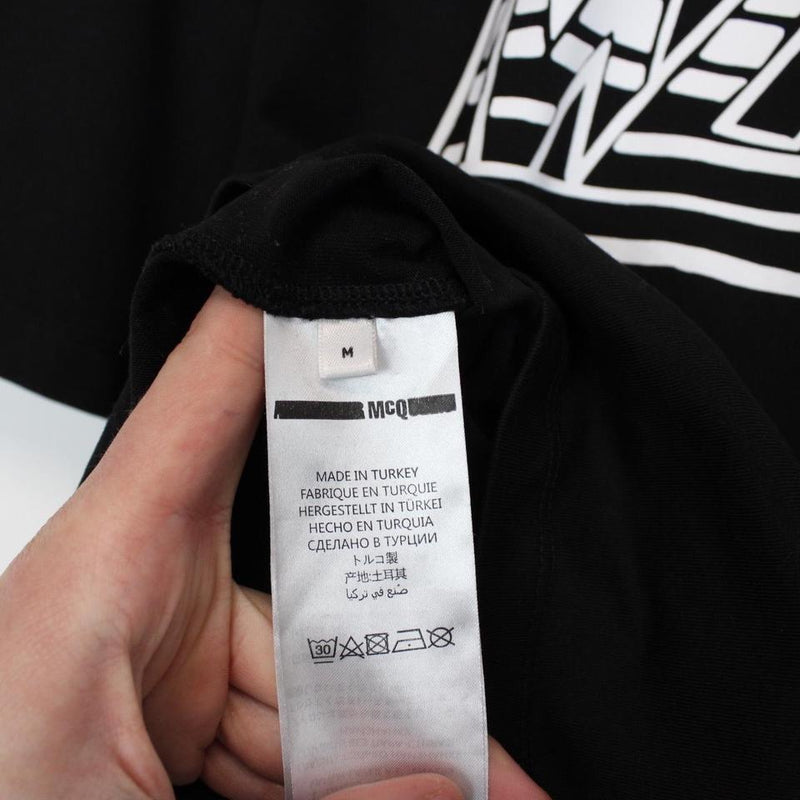 M
McQ
MADE IN TURKEY
FABRIQUE EN TURQUIE
HERGESTELLT IN TÜRKEI
HECHO EN TURQUIA
СДЕЛАНО В ТУРЦИИ
トルコ製
产地:土耳其
صُنع في تركيا
30